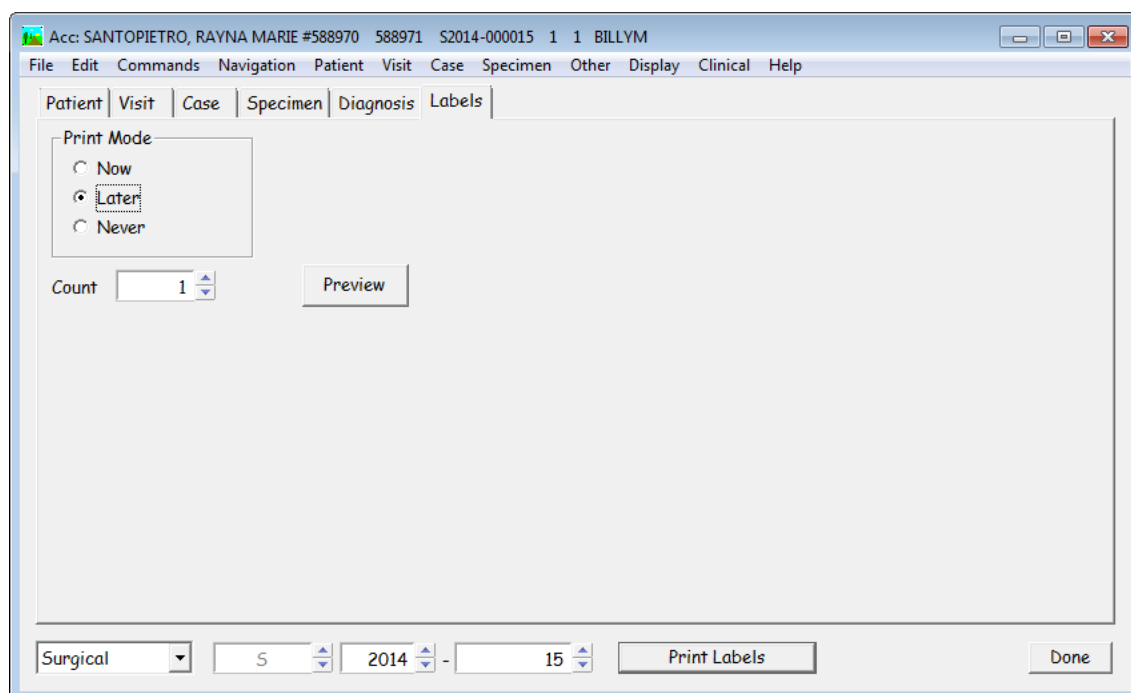 Acc: SANTOPIETRO, RAYNA MARIE #588970 588971 S2014-000015 1 1 BILLYM
File Edit Commands Navigation Patient Visit Case Specimen Other Display Clinical Help
Patient Visit Case Specimen Diagnosis Labels
Print Mode
Now
Later
Never
Count 1 Preview
Surgical S 2014 - 15 Print Labels Done